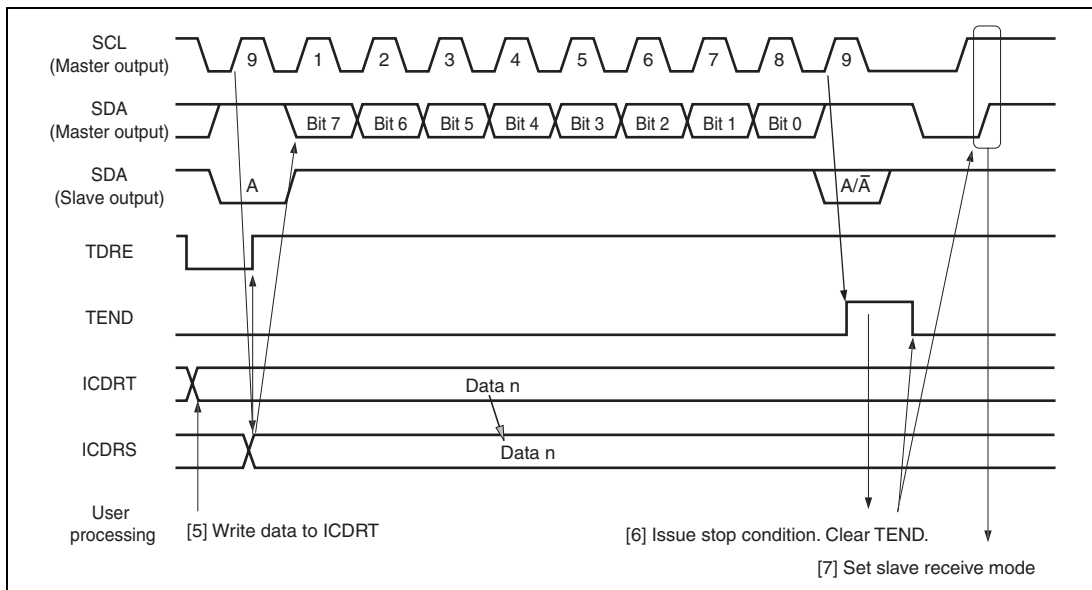 SCL
(Master output)
9 1 2 3 4 5 6 7 8 9
SDA
(Master output)
Bit 7 Bit 6 Bit 5 Bit 4 Bit 3 Bit 2 Bit 1 Bit 0
SDA
(Slave output)
A A/A̅
TDRE
TEND
ICDRT
Data n
ICDRS
Data n
User
processing
[5] Write data to ICDRT
[6] Issue stop condition. Clear TEND.
[7] Set slave receive mode